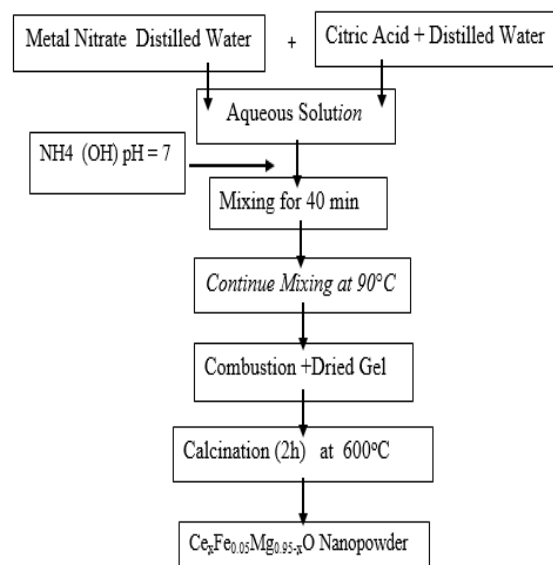 Metal Nitrate Distilled Water
+
Citric Acid + Distilled Water
Aqueous Solution
NH4 (OH) pH = 7
Mixing for 40 min
Continue Mixing at 90°C
Combustion +Dried Gel
Calcination (2h) at 600°C
CeₓFe₀.₀₅Mg₀.₉₅₋ₓO Nanopowder